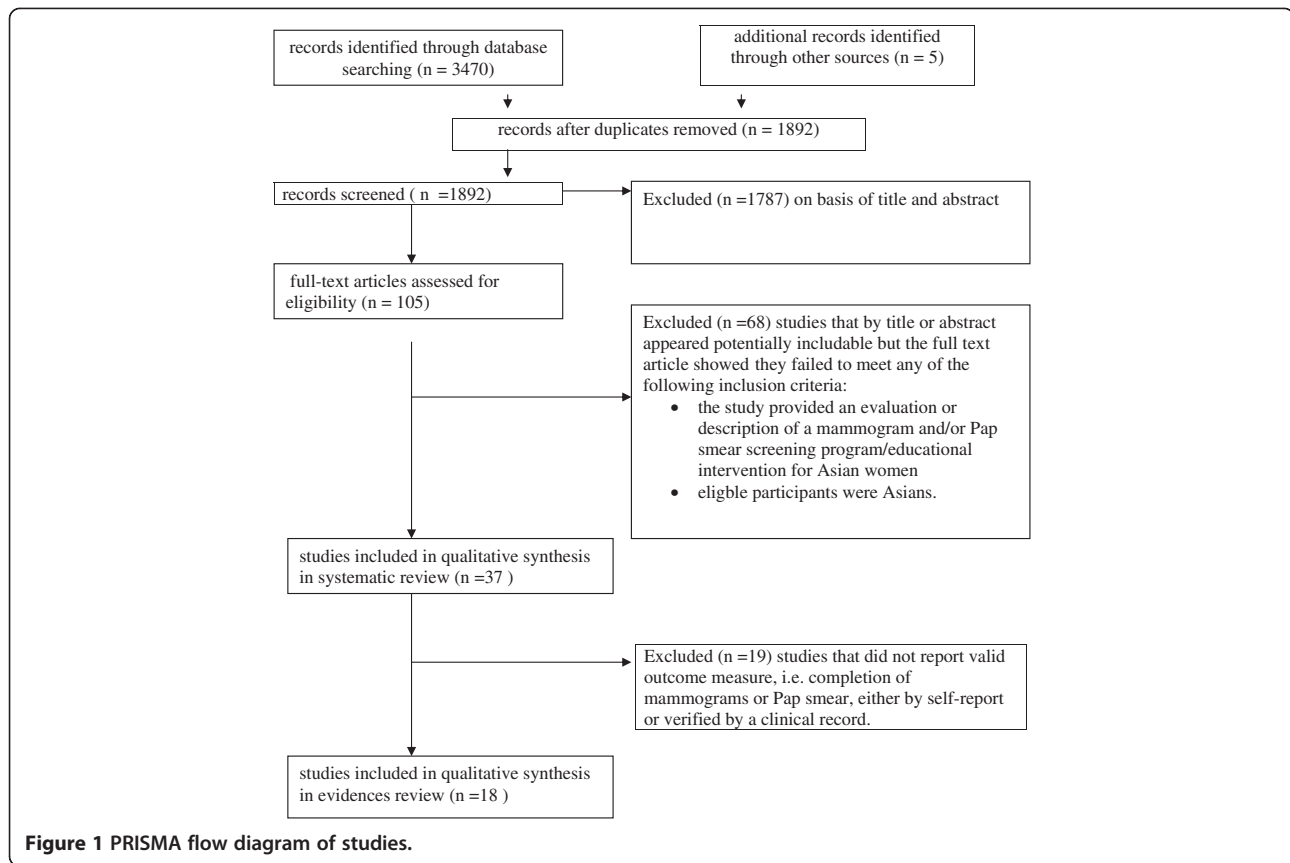 records identified through database
searching (n = 3470)
additional records identified
through other sources (n = 5)
records after duplicates removed (n = 1892)
records screened ( n =1892)
Excluded (n =1787) on basis of title and abstract
full-text articles assessed for
eligibility (n = 105)
Excluded (n =68) studies that by title or abstract
appeared potentially includable but the full text
article showed they failed to meet any of the
following inclusion criteria:
• the study provided an evaluation or
description of a mammogram and/or Pap
smear screening program/educational
intervention for Asian women
• eligble participants were Asians.
studies included in qualitative synthesis
in systematic review (n =37 )
Excluded (n =19) studies that did not report valid
outcome measure, i.e. completion of
mammograms or Pap smear, either by self-report
or verified by a clinical record.
studies included in qualitative synthesis
in evidences review (n =18 )
Figure 1 PRISMA flow diagram of studies.